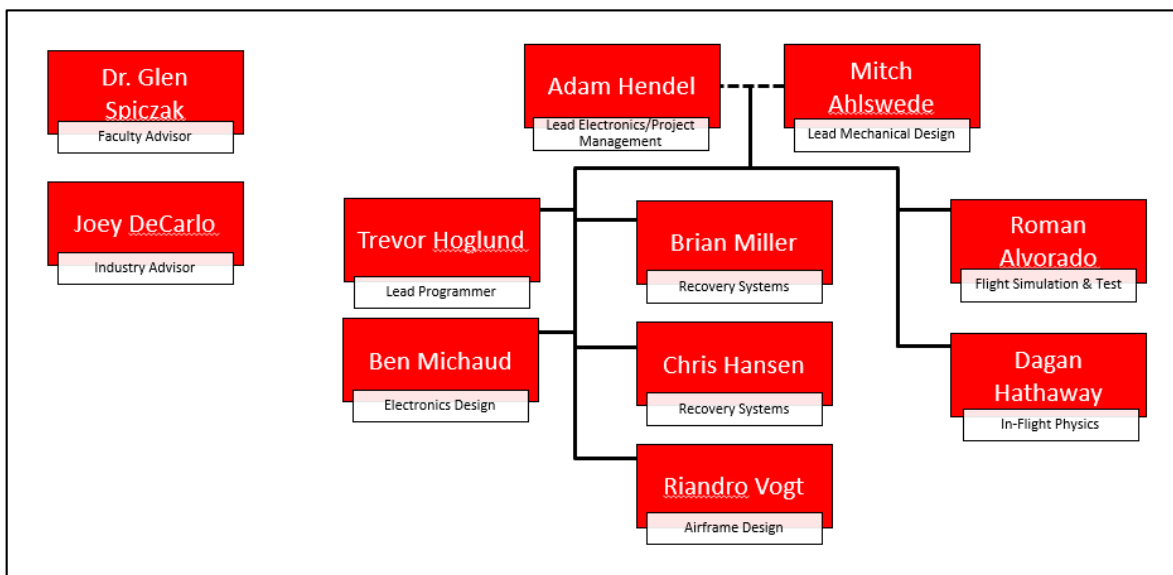 Dr. Glen
Spiczak
Faculty Advisor
Joey DeCarlo
Industry Advisor
Adam Hendel
Lead Electronics/Project
Management
Mitch
Ahlswede
Lead Mechanical Design
Trevor Hoglund
Lead Programmer
Brian Miller
Recovery Systems
Roman
Alvorado
Flight Simulation & Test
Ben Michaud
Electronics Design
Chris Hansen
Recovery Systems
Dagan
Hathaway
In-Flight Physics
Riandro Vogt
Airframe Design